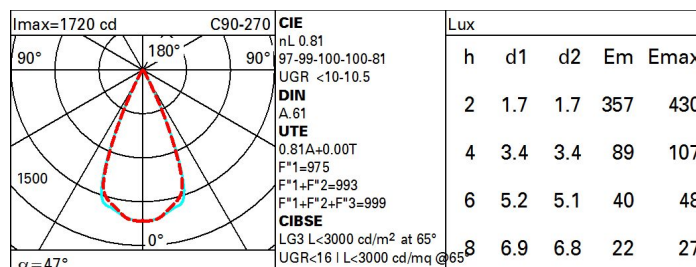 Imax=1720 cd C90-270
90° 180° 90°
1500
0°
α=47°
CIE
nL 0.81
97-99-100-100-81
UGR <10-10.5
DIN
A.61
UTE
0.81A+0.00T
F"1=975
F"1+F"2=993
F"1+F"2+F"3=999
CIBSE
LG3 L<3000 cd/m² at 65°
UGR<16 | L<3000 cd/mq @65°
Lux
h d1 d2 Em Emax
2 1.7 1.7 357 430
4 3.4 3.4 89 107
6 5.2 5.1 40 48
8 6.9 6.8 22 27